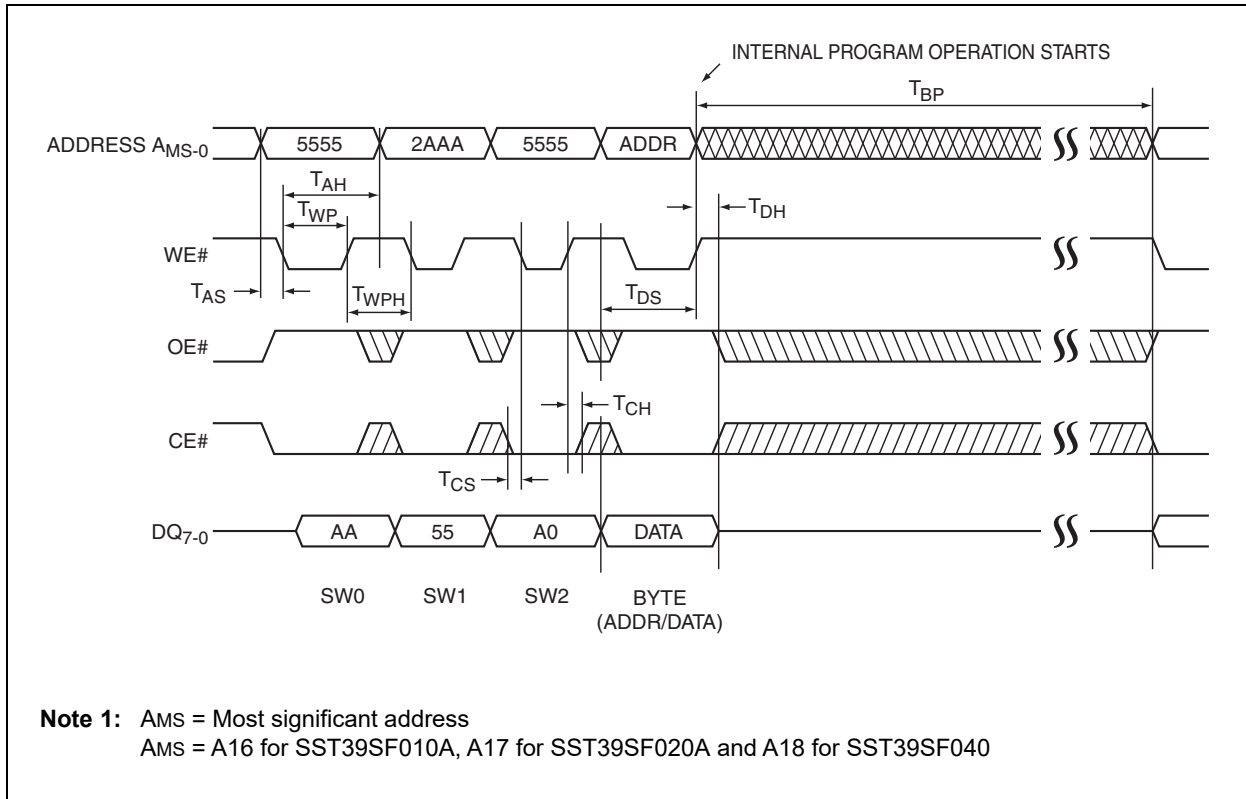 INTERNAL PROGRAM OPERATION STARTS
TBP
ADDRESS AMS-0 5555 2AAA 5555 ADDR
TAH
TWP
TDH
WE#
TAS
TWPH
TDS
OE#
TCH
CE#
TCS
DQ7-0 AA 55 A0 DATA
SW0 SW1 SW2 BYTE
(ADDR/DATA)
Note 1: AMS = Most significant address
AMS = A16 for SST39SF010A, A17 for SST39SF020A and A18 for SST39SF040